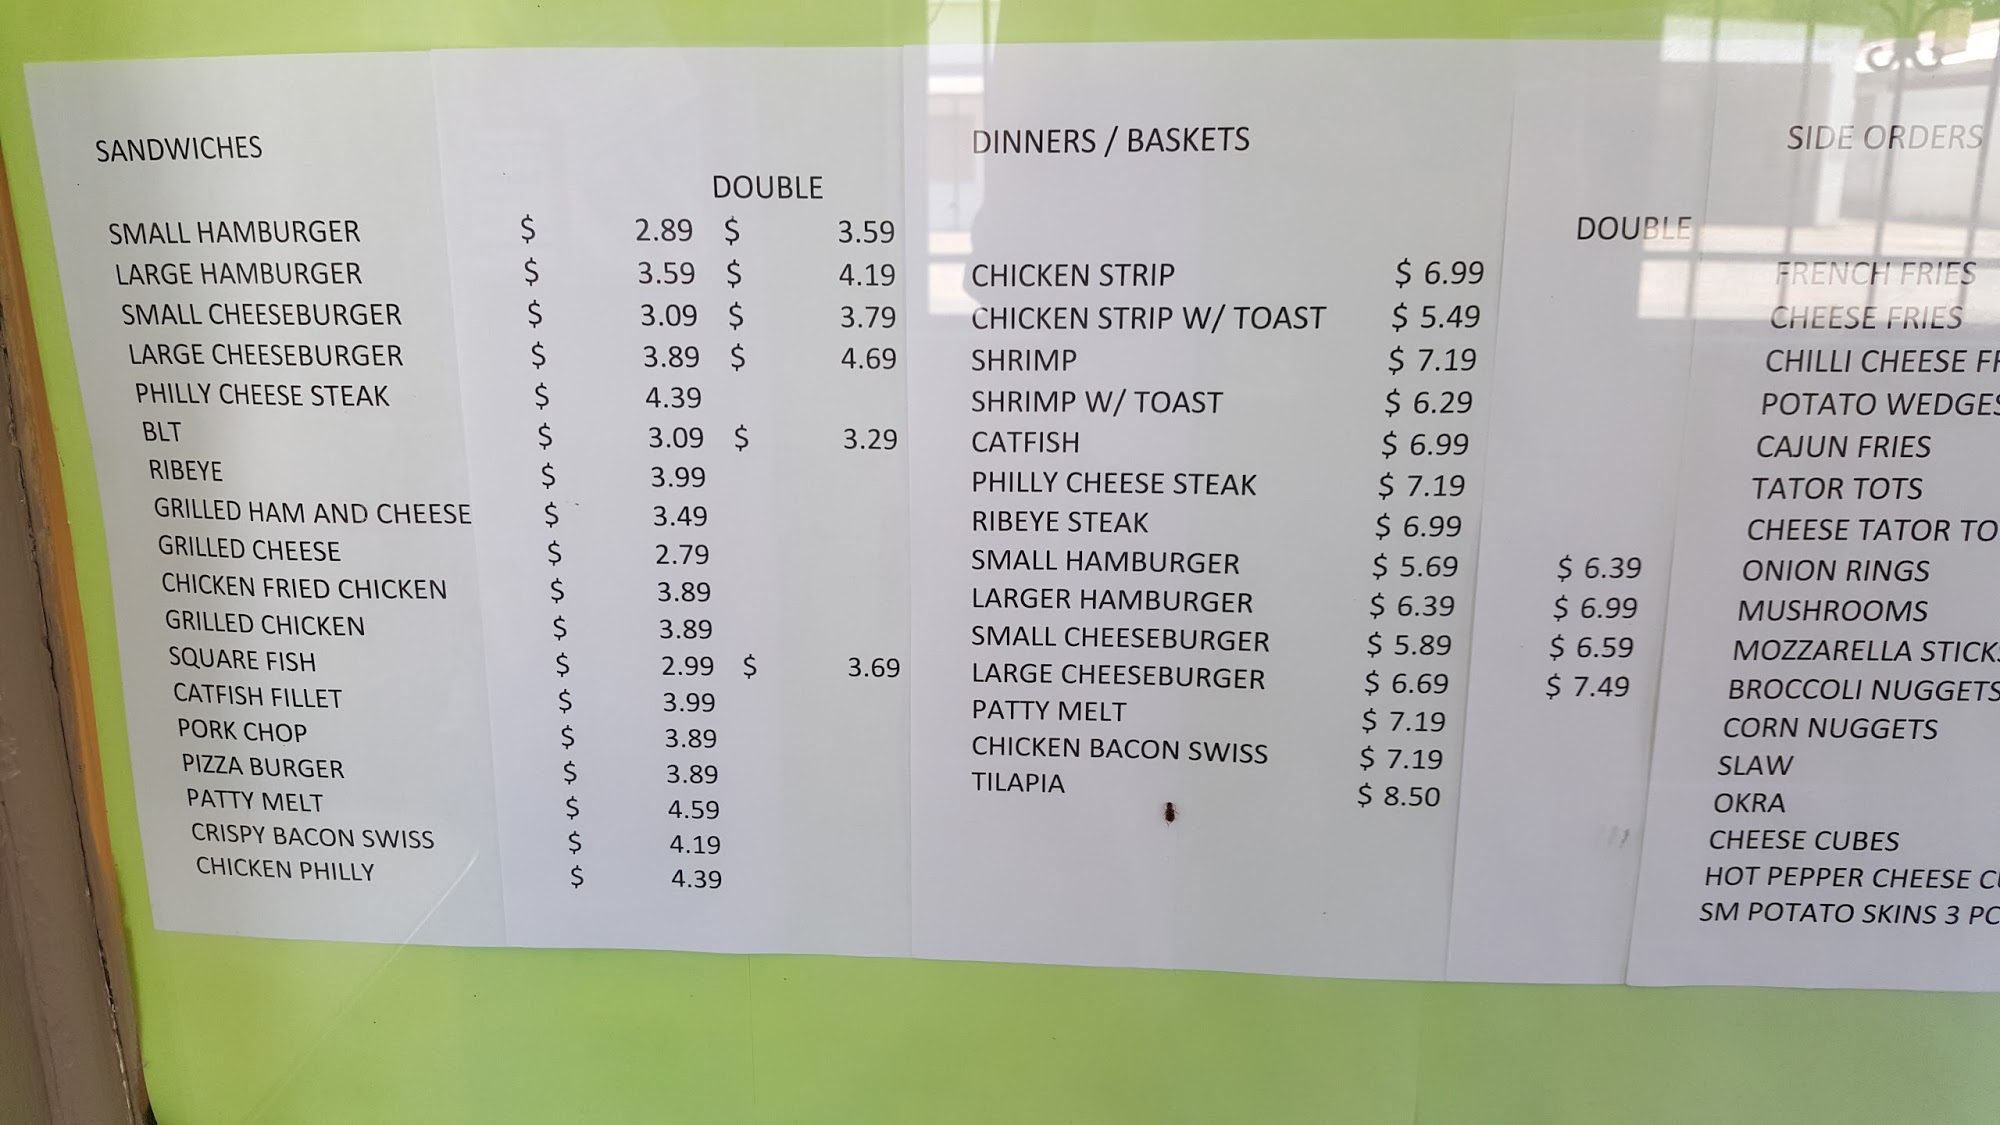 SANDWICHES
DOUBLE
SMALL HAMBURGER $ 2.89 $ 3.59
LARGE HAMBURGER $ 3.59 $ 4.19
SMALL CHEESEBURGER $ 3.09 $ 3.79
LARGE CHEESEBURGER $ 3.89 $ 4.69
PHILLY CHEESE STEAK $ 4.39
BLT $ 3.09 $ 3.29
RIBEYE $ 3.99
GRILLED HAM AND CHEESE $ 3.49
GRILLED CHEESE $ 2.79
CHICKEN FRIED CHICKEN $ 3.89
GRILLED CHICKEN $ 3.89
SQUARE FISH $ 2.99 $ 3.69
CATFISH FILLET $ 3.99
PORK CHOP $ 3.89
PIZZA BURGER $ 3.89
PATTY MELT $ 4.59
CRISPY BACON SWISS $ 4.19
CHICKEN PHILLY $ 4.39
DINNERS / BASKETS
DOUBLE
CHICKEN STRIP $ 6.99
CHICKEN STRIP W/ TOAST $ 5.49
SHRIMP $ 7.19
SHRIMP W/ TOAST $ 6.29
CATFISH $ 6.99
PHILLY CHEESE STEAK $ 7.19
RIBEYE STEAK $ 6.99
SMALL HAMBURGER $ 5.69 $ 6.39
LARGER HAMBURGER $ 6.39 $ 6.99
SMALL CHEESEBURGER $ 5.89 $ 6.59
LARGE CHEESEBURGER $ 6.69 $ 7.49
PATTY MELT $ 7.19
CHICKEN BACON SWISS $ 7.19
TILAPIA $ 8.50
SIDE ORDERS
FRENCH FRIES
CHEESE FRIES
CHILLI CHEESE
POTATO WEDGES
CAJUN FRIES
TATOR TOTS
CHEESE TATOR TO
ONION RINGS
MUSHROOMS
MOZZARELLA STICK
BROCCOLI NUGGETS
CORN NUGGETS
SLAW
OKRA
CHEESE CUBES
HOT PEPPER CHEESE
SM POTATO SKINS 3 PC